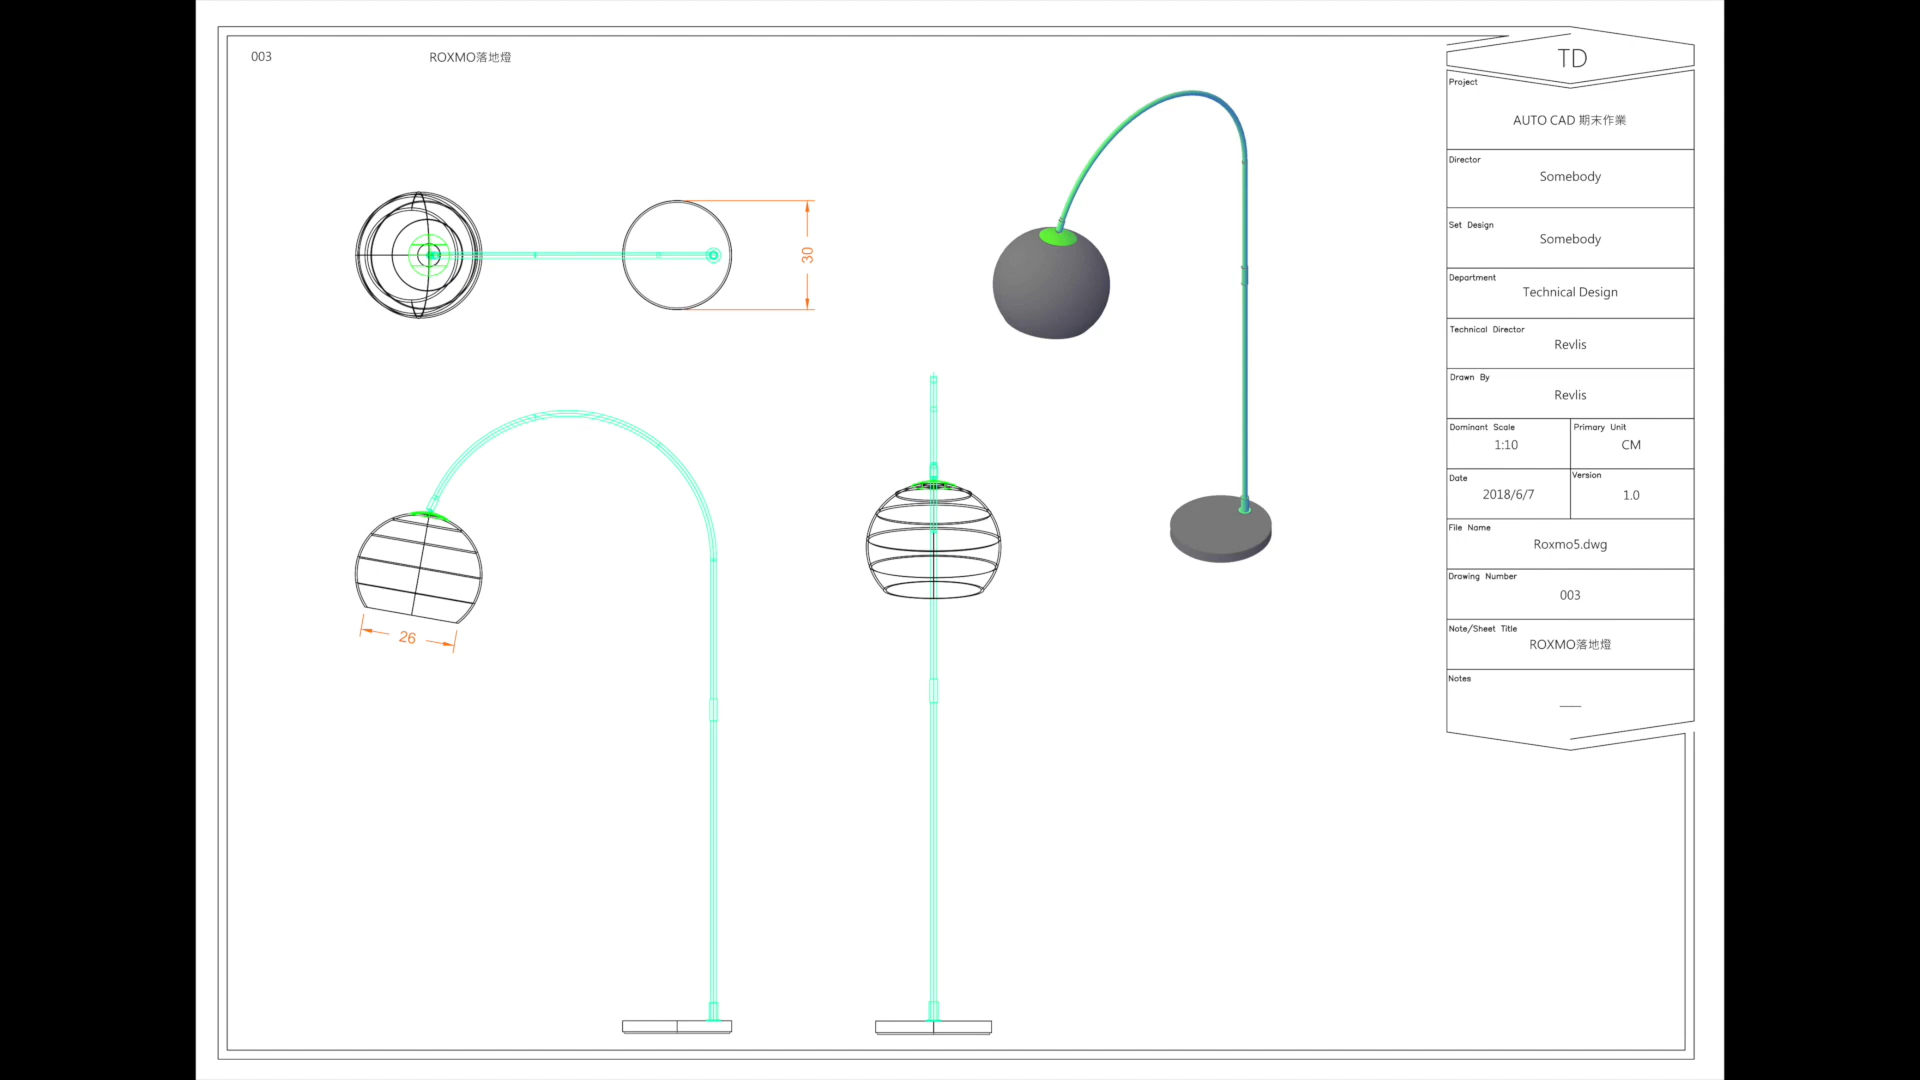 003
ROXMO落地燈
30
26
TD
Project
AUTO CAD 期末作業
Director
Somebody
Set Design
Somebody
Department
Technical Design
Technical Director
Revlis
Drawn By
Revlis
Dominant Scale
1:10
Primary Unit
CM
Date
2018/6/7
Version
1.0
File Name
Roxmo5.dwg
Drawing Number
003
Note/Sheet Title
ROXMO落地燈
Notes